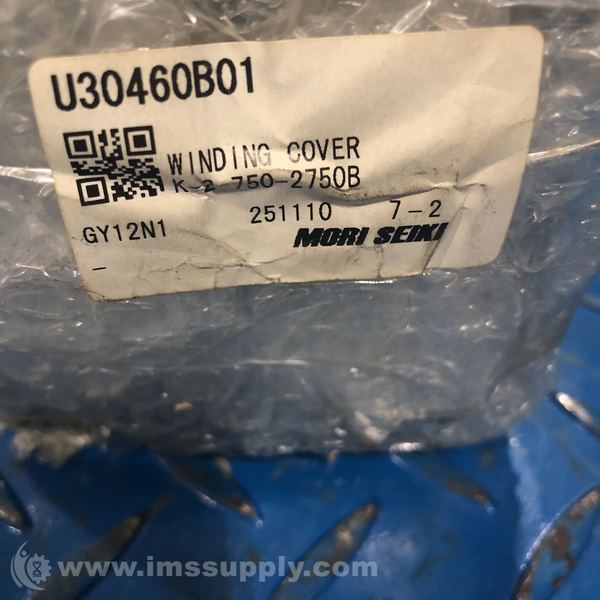 U30460B01
WINDING COVER
K-2 750-2750B
GY12N1 251110 7-2
- MORI SEIKI
www.imssupply.com